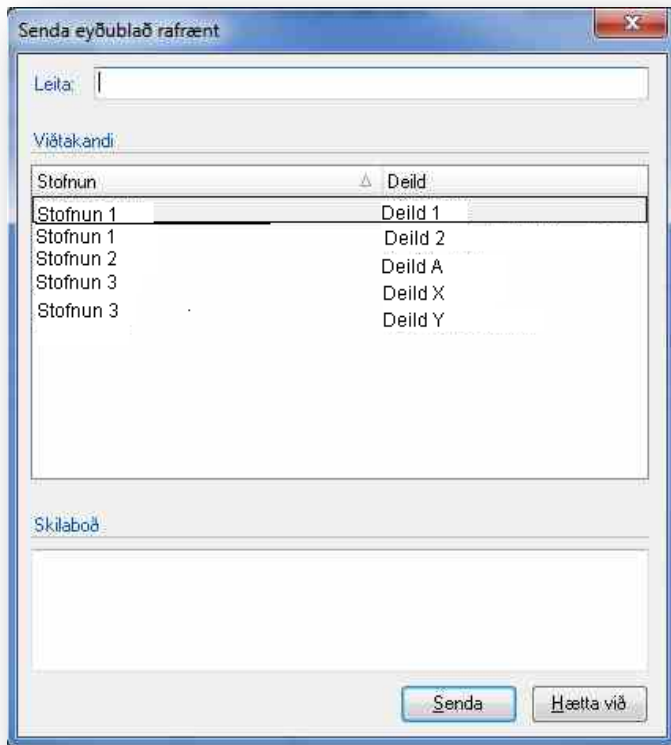 Senda eyðublað rafrænt
Leita:
Viðtakandi
Stofnun Deild
Stofnun 1 Deild 1
Stofnun 1 Deild 2
Stofnun 2 Deild A
Stofnun 3 Deild X
Stofnun 3 Deild Y
Skilaboð
Senda Hætta við